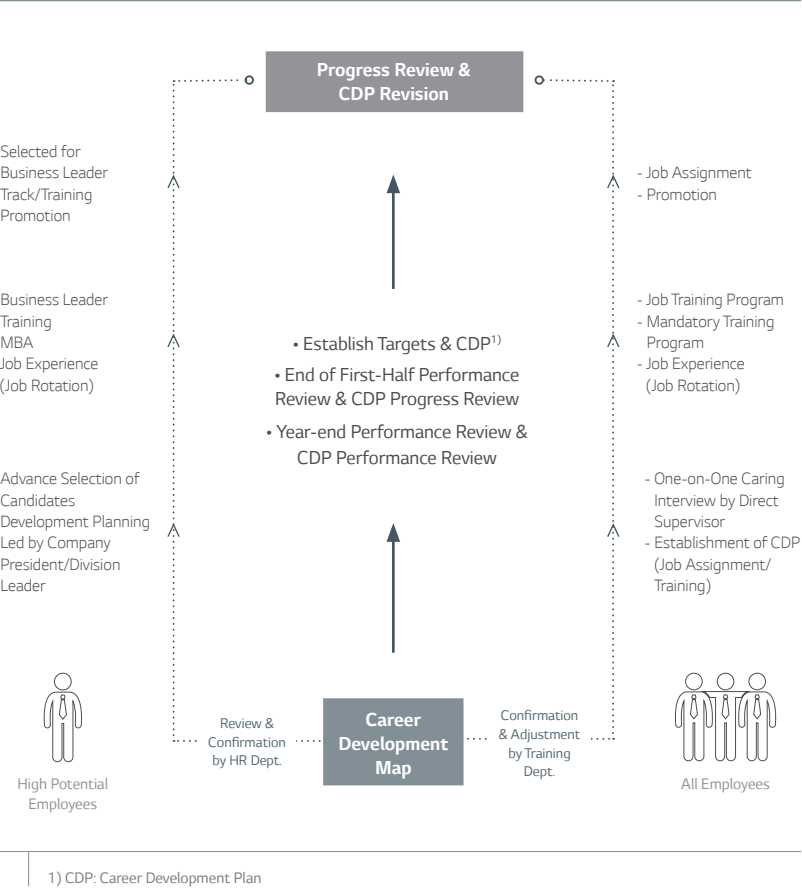 Progress Review &
CDP Revision
Selected for
Business Leader
Track/Training
Promotion
Business Leader
Training
MBA
Job Experience
(Job Rotation)
Advance Selection of
Candidates
Development Planning
Led by Company
President/Division
Leader
• Establish Targets & CDP1)
• End of First-Half Performance
Review & CDP Progress Review
• Year-end Performance Review &
CDP Performance Review
- Job Assignment
- Promotion
- Job Training Program
- Mandatory Training
Program
- Job Experience
(Job Rotation)
- One-on-One Caring
Interview by Direct
Supervisor
- Establishment of CDP
(Job Assignment/
Training)
High Potential
Employees
Review &
Confirmation
by HR Dept.
Career
Development
Map
Confirmation
& Adjustment
by Training
Dept.
All Employees
1) CDP: Career Development Plan